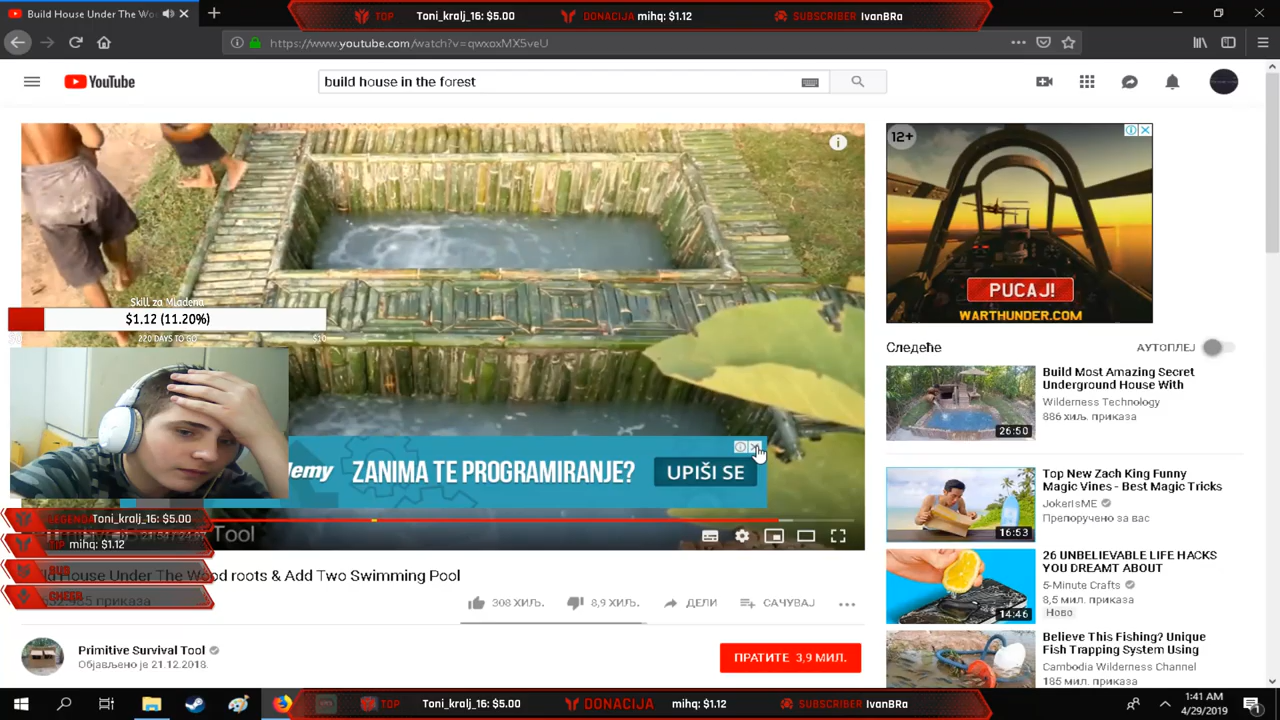 Build House Under The Wo
TOP Toni_kralj_16: $5.00
DONACIJA mihq: $1.12
SUBSCRIBER IvanBRa
https://www.youtube.com/watch?v=qwxoxMXSveU
YouTube
build house in the forest
12+
PUCAJ!
WARTHUNDER.COM
Skill za Mladena
$1.12 (11.20%)
220 DAYS TO GO
$10
Следеће
АУТОПЛЕЈ
Build Most Amazing Secret
Underground House With
Wilderness Technology
886 хиљ. приказа
26:50
ZANIMA TE PROGRAMIRANJE?
UPIŠI SE
Top New Zach King Funny
Magic Vines - Best Magic Tricks
JokerIsME
Препоручено за вас
16:53
Toni_kralj_16: $5.00
Tool
mihq: $1.12
26 UNBELIEVABLE LIFE HACKS
YOU DREAMT ABOUT
5-Minute Crafts
8,5 мил. приказа
Ново
14:46
d House Under The Wood roots & Add Two Swimming Pool
CHEER
приказа
308 ХИЉ.
8,9 ХИЉ.
ДЕЛИ
САЧУВАЈ
Believe This Fishing? Unique
Fish Trapping System Using
Cambodia Wilderness Channel
185 мил. приказа
Primitive Survival Tool
Објављено је 21.12.2018.
ПРАТИТЕ 3,9 МИЛ.
TOP Toni_kralj_16: $5.00
DONACIJA mihq: $1.12
SUBSCRIBER IvanBRa
1:41 AM
4/29/2019
1